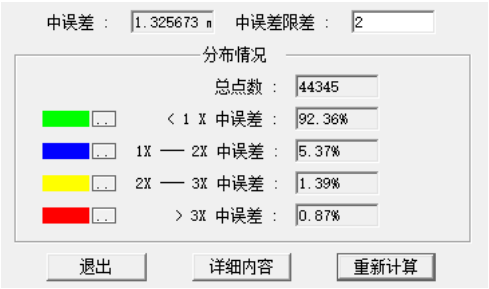 中误差 : 1.325673 m 中误差限差 : 2
分布情况
总点数 : 44345
.. < 1 X 中误差 : 92.36%
.. 1X — 2X 中误差 : 5.37%
.. 2X — 3X 中误差 : 1.39%
.. > 3X 中误差 : 0.87%
退出 详细内容 重新计算